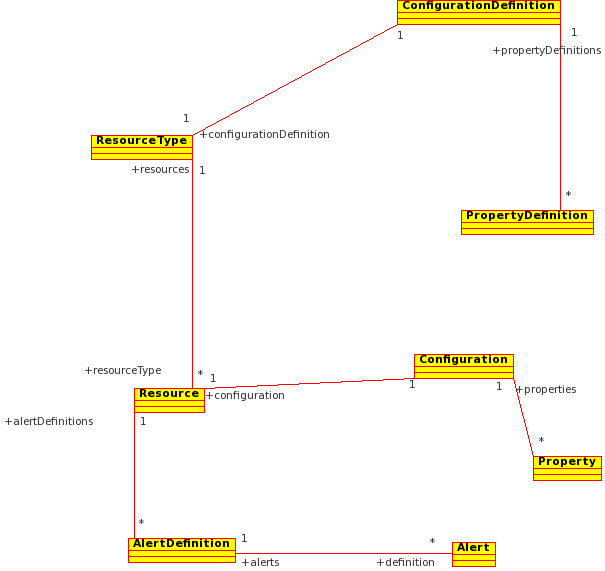 ConfigurationDefinition
1
1
+propertyDefinitions
1
+configurationDefinition
ResourceType
+resources
1
*
PropertyDefinition
+resourceType
*
1
Configuration
1
1
+properties
Resource
+configuration
+alertDefinitions
1
*
Property
*
AlertDefinition
1
*
Alert
+alerts
+definition